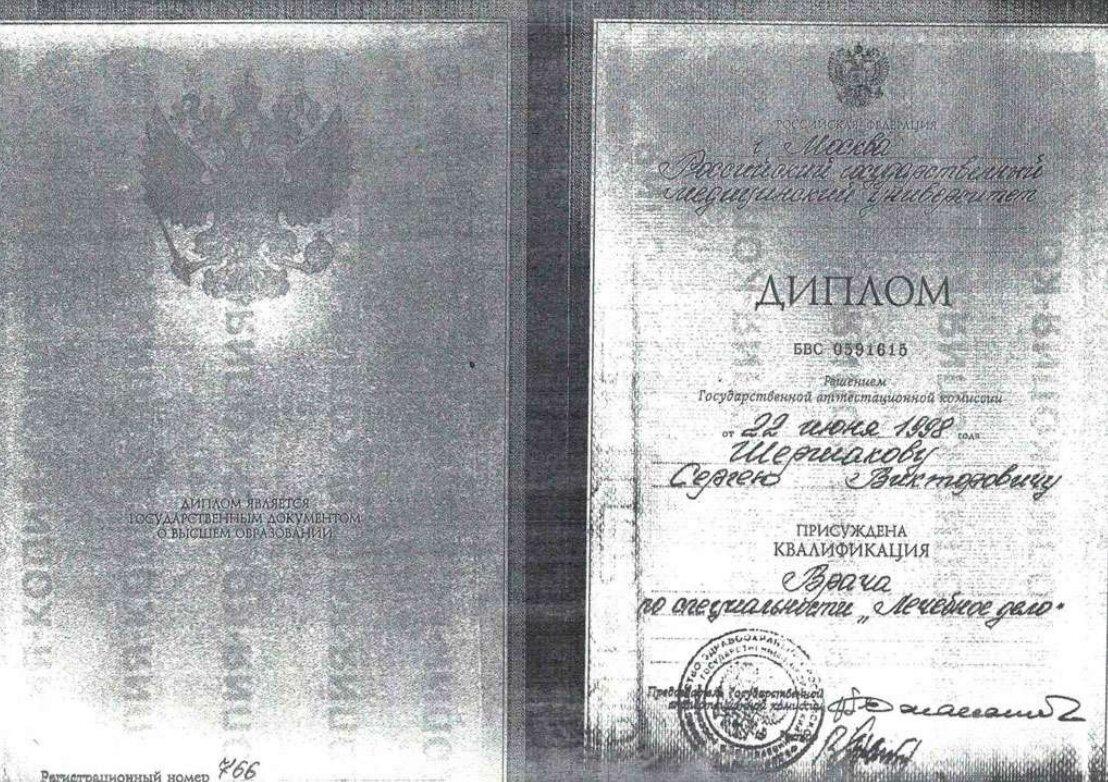 ДИПЛОМ ЯВЛЯЕТСЯ
ГОСУДАРСТВЕННЫМ ДОКУМЕНТОМ
О ВЫСШЕМ ОБРАЗОВАНИИ
Регистрационный номер 766
РОССИЙСКАЯ ФЕДЕРАЦИЯ
г. Москва
Российский государственный
медицинский Университет
ДИПЛОМ
БВС 0591615
Решением
Государственной аттестационной комиссии
от 22 июня 1998 года
Шершакову
Сергею Викторовичу
ПРИСУЖДЕНА
КВАЛИФИКАЦИЯ
Врача
по специальности „Лечебное дело"
Председатель Государственной
аттестационной комиссии